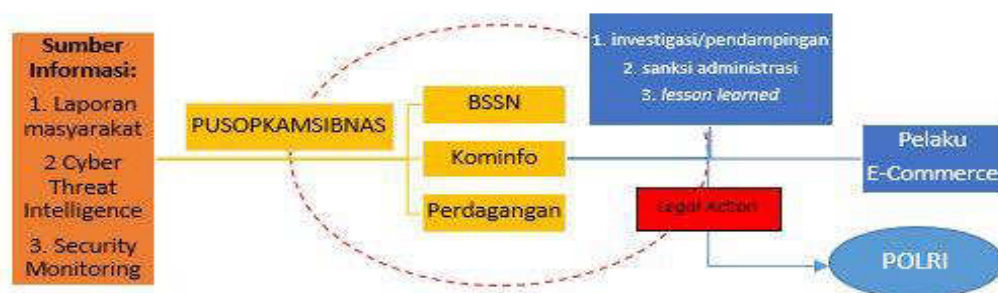 Sumber
Informasi:
1. Laporan
masyarakat
2 Cyber
Threat
Intelligence
3. Security
Monitoring
PUSOPKAMSIBNAS
BSSN
Kominfo
Perdagangan
1. investigasi/pendampingan
2. sanksi administrasi
3. lesson learned
Legal Action
Pelaku
E-Commerce
POLRI